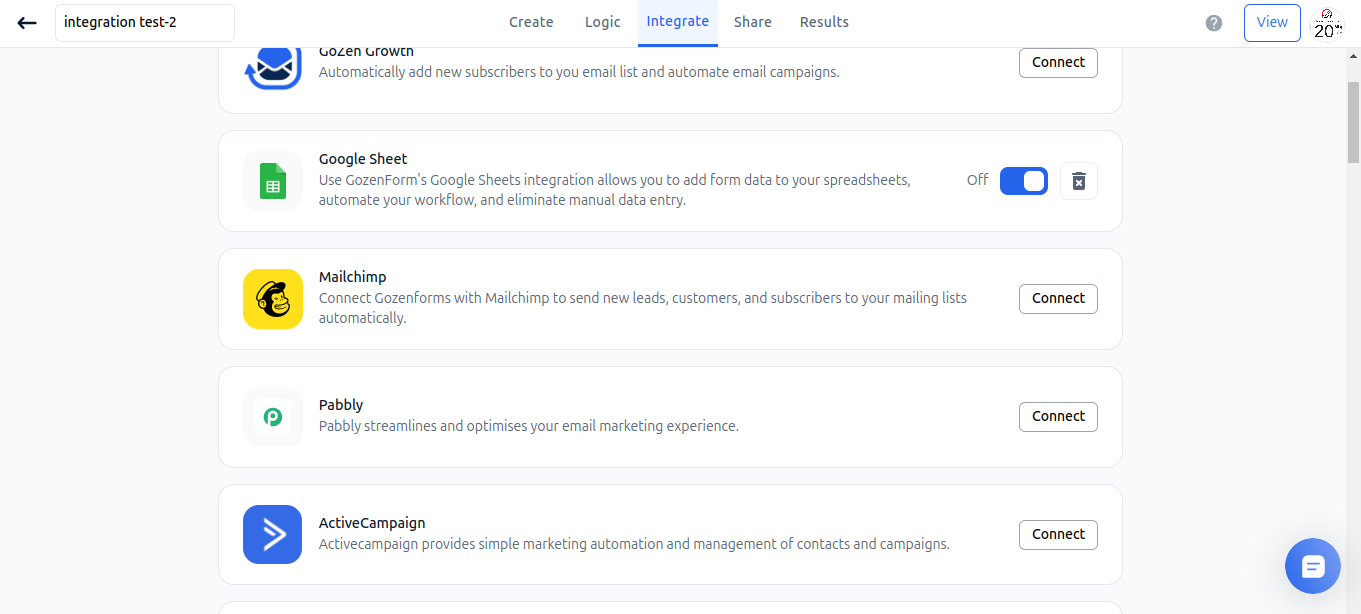 integration test-2
Create
Logic
Integrate
Share
Results
View
20
GoZen Growth
Automatically add new subscribers to you email list and automate email campaigns.
Connect
Google Sheet
Use GozenForm's Google Sheets integration allows you to add form data to your spreadsheets,
automate your workflow, and eliminate manual data entry.
Off
Mailchimp
Connect Gozenforms with Mailchimp to send new leads, customers, and subscribers to your mailing lists
automatically.
Connect
Pabbly
Pabbly streamlines and optimises your email marketing experience.
Connect
ActiveCampaign
Activecampaign provides simple marketing automation and management of contacts and campaigns.
Connect